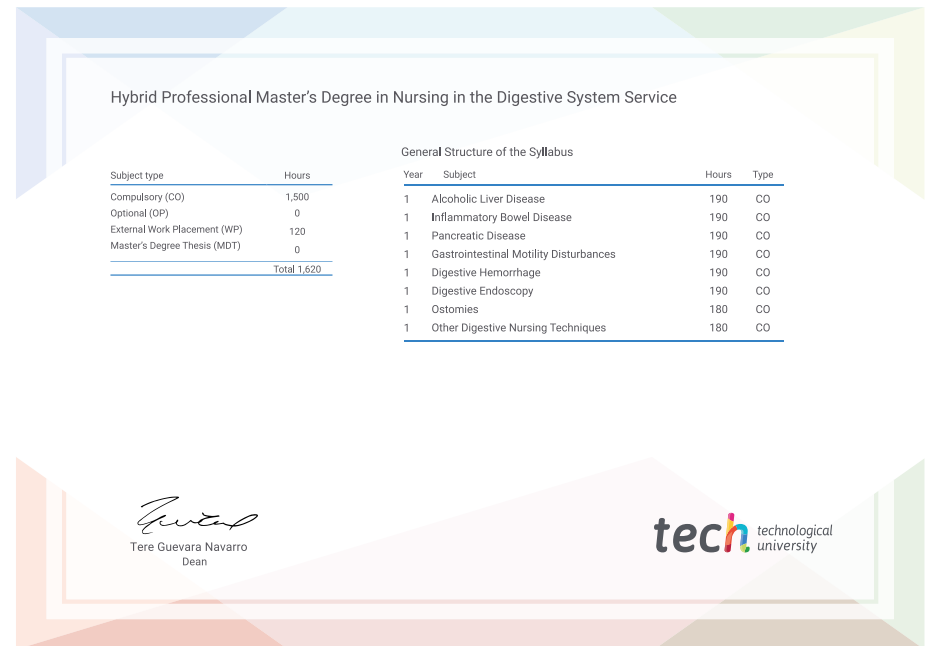 Hybrid Professional Master's Degree in Nursing in the Digestive System Service
Subject type Hours
Compulsory (CO) 1,500
Optional (OP) 0
External Work Placement (WP) 120
Master's Degree Thesis (MDT) 0
Total 1,620
General Structure of the Syllabus
Year Subject Hours Type
1 Alcoholic Liver Disease 190 CO
1 Inflammatory Bowel Disease 190 CO
1 Pancreatic Disease 190 CO
1 Gastrointestinal Motility Disturbances 190 CO
1 Digestive Hemorrhage 190 CO
1 Digestive Endoscopy 190 CO
1 Ostomies 180 CO
1 Other Digestive Nursing Techniques 180 CO
Tere Guevara Navarro
Dean
tech technological
university